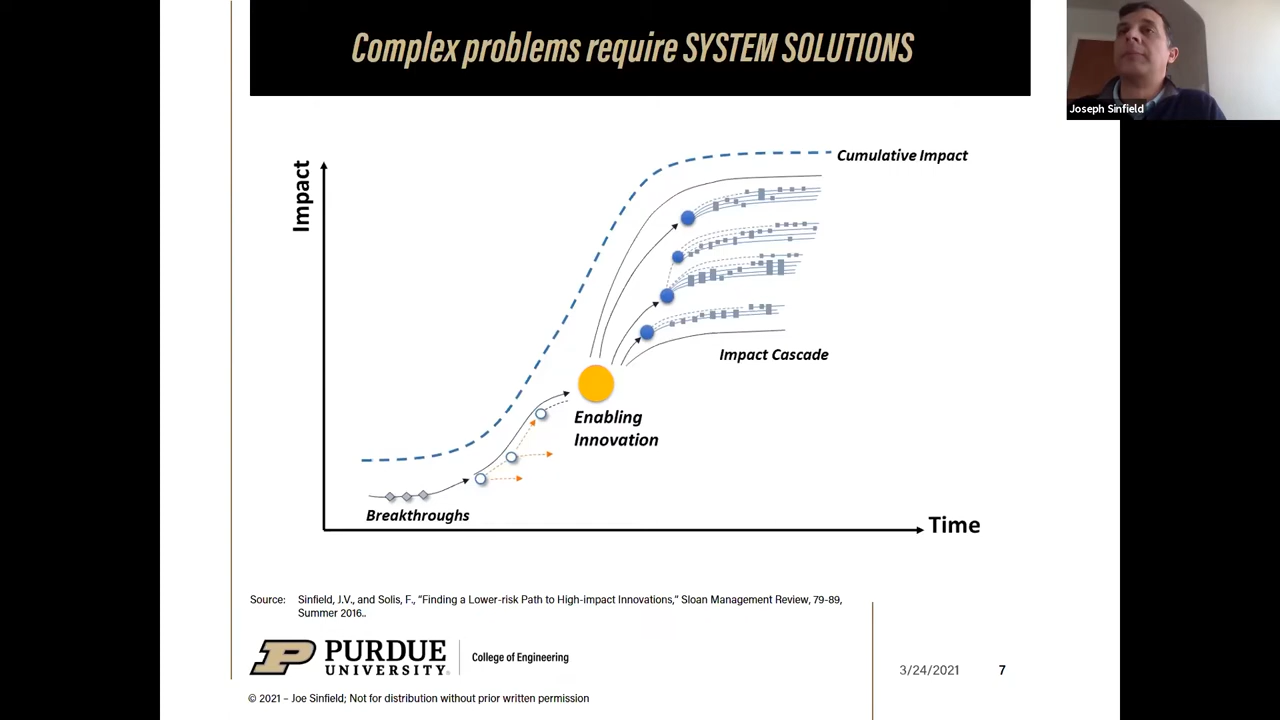 Complex problems require SYSTEM SOLUTIONS
Joseph Sinfield
Impact
Cumulative Impact
Impact Cascade
Enabling
Innovation
Breakthroughs
Time
Source: Sinfield, J.V., and Solis, F., "Finding a Lower-risk Path to High-impact Innovations," Sloan Management Review, 79-89,
Summer 2016..
PURDUE
UNIVERSITY.
College of Engineering
3/24/2021
7
© 2021 – Joe Sinfield; Not for distribution without prior written permission